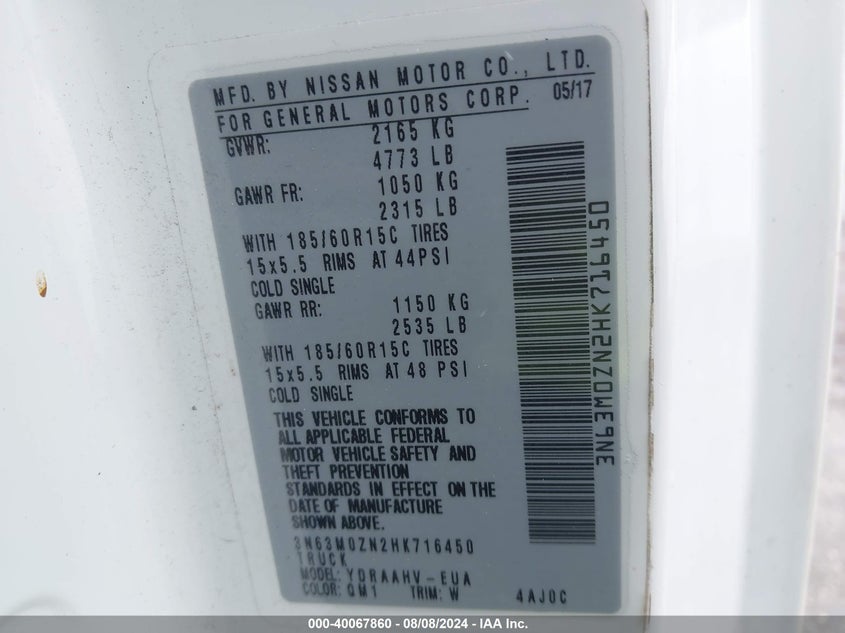 MFD. BY NISSAN MOTOR CO., LTD.
FOR GENERAL MOTORS CORP. 05/17
GVWR: 2165 KG
4773 LB
GAWR FR: 1050 KG
2315 LB
WITH 185/60R15C TIRES
15x5.5 RIMS AT 44PSI
COLD SINGLE
GAWR RR: 1150 KG
2535 LB
WITH 185/60R15C TIRES
15x5.5 RIMS AT 48 PSI
COLD SINGLE
THIS VEHICLE CONFORMS TO
ALL APPLICABLE FEDERAL
MOTOR VEHICLE SAFETY AND
THEFT PREVENTION
STANDARDS IN EFFECT ON THE
DATE OF MANUFACTURE
SHOWN ABOVE.
3N63M0ZN2HK716450
TRUCK
MODEL: YDRAAHV-EUA
COLOR: QM1 TRIM: W 4AJ0C
3N63M0ZN2HK716450
000-40067860 - 08/08/2024 - IAA Inc.